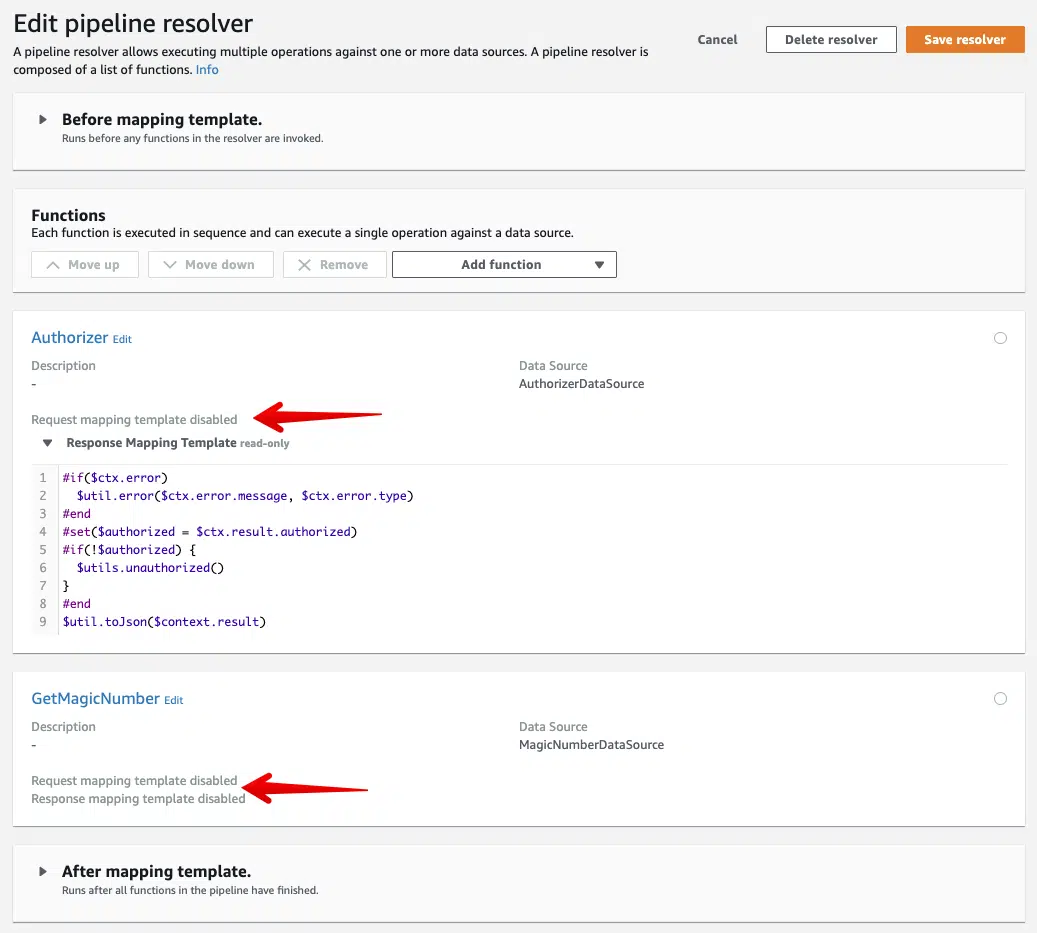 Edit pipeline resolver
A pipeline resolver allows executing multiple operations against one or more data sources. A pipeline resolver is
composed of a list of functions. Info
Cancel
Delete resolver
Save resolver
Before mapping template.
Runs before any functions in the resolver are invoked.
Functions
Each function is executed in sequence and can execute a single operation against a data source.
Move up
Move down
Remove
Add function
Authorizer Edit
Description
-
Data Source
AuthorizerDataSource
Request mapping template disabled
Response Mapping Template read-only
1 #if($ctx.error)
2   $util.error($ctx.error.message, $ctx.error.type)
3 #end
4 #set($authorized = $ctx.result.authorized)
5 #if(!$authorized) {
6   $utils.unauthorized()
7 }
8 #end
9 $util.toJson($context.result)
GetMagicNumber Edit
Description
-
Data Source
MagicNumberDataSource
Request mapping template disabled
Response mapping template disabled
After mapping template.
Runs after all functions in the pipeline have finished.